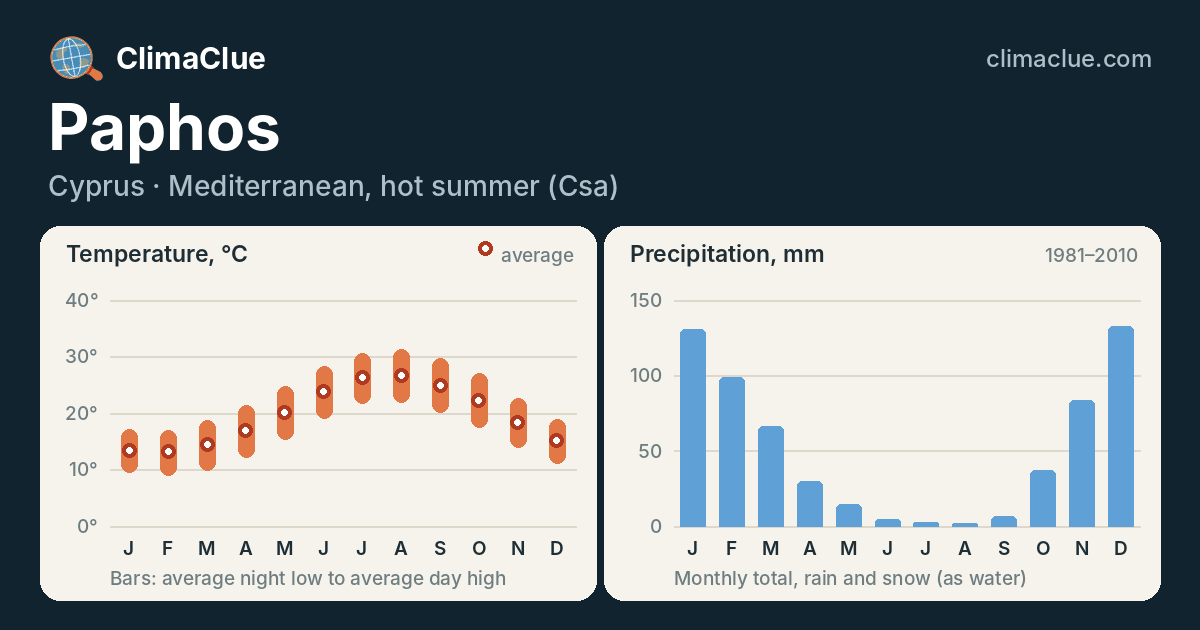 ClimaClue
climaclue.com
Paphos
Cyprus · Mediterranean, hot summer (Csa)
Temperature, °C
average
40°
30°
20°
10°
0°
J F M A M J J A S O N D
Bars: average night low to average day high
Precipitation, mm
1981–2010
150
100
50
0
J F M A M J J A S O N D
Monthly total, rain and snow (as water)